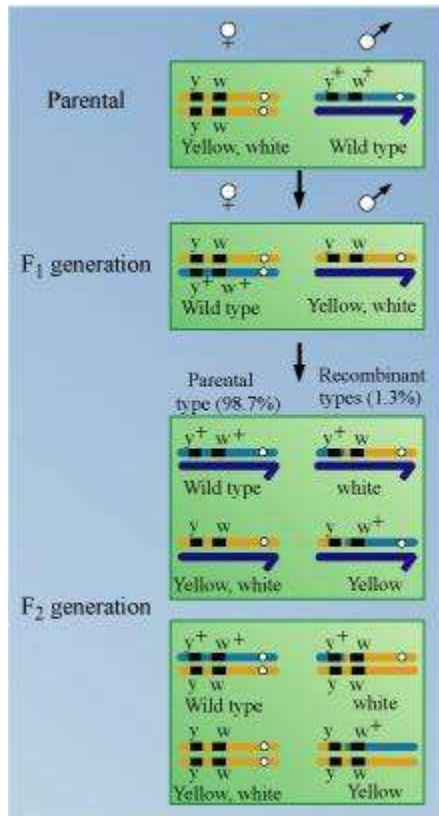 ♀ ♂
Parental
y w y+ w+
y w
Yellow, white Wild type
♀ ♂
F1 generation
y w y w
y+ w+
Wild type Yellow, white
Parental type (98.7%) Recombinant types (1.3%)
y+ w+ y+ w
Wild type white
y w y w+
Yellow, white Yellow
F2 generation
y+ w+ y+ w
y w y w
Wild type white
y w y w+
y w y w
Yellow, white Yellow